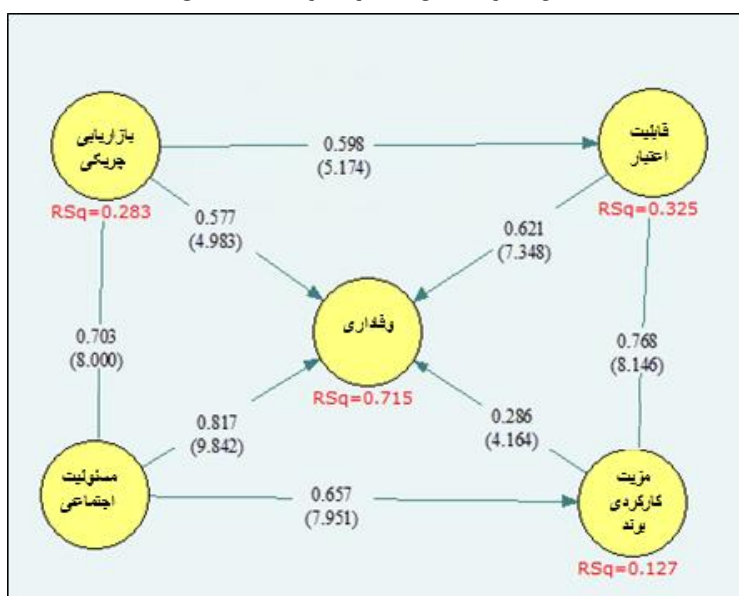 بازاریابی
چریکی
RSq=0.283
0.598
(5.174)
قابلیت
اعتبار
RSq=0.325
0.577
(4.983)
0.621
(7.348)
وفاداری
RSq=0.715
0.703
(8.000)
0.768
(8.146)
0.817
(9.842)
0.286
(4.164)
مسئولیت
اجتماعی
0.657
(7.951)
مزیت
کارکردی
برند
RSq=0.127